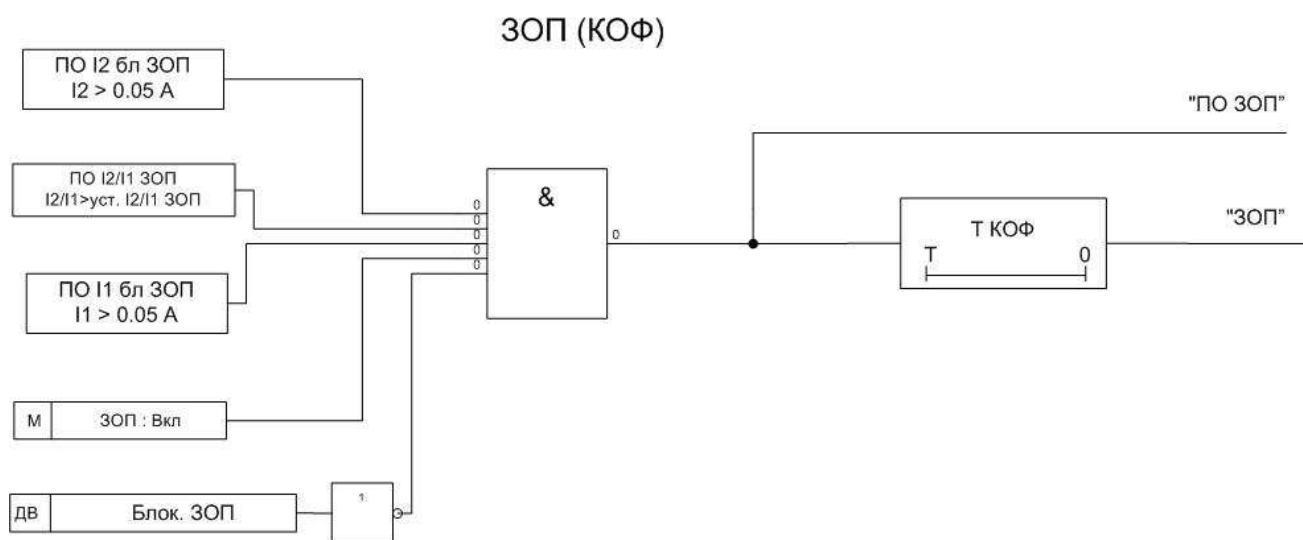 ЗОП (КОФ)
ПО I2 бл ЗОП
I2 > 0.05 А
"ПО ЗОП"
ПО I2/I1 ЗОП
I2/I1>уст. I2/I1 ЗОП
0
0
0
0
0
&
0
Т КОФ
Т 0
"ЗОП"
ПО I1 бл ЗОП
I1 > 0.05 А
М ЗОП : Вкл
ДВ Блок. ЗОП
1